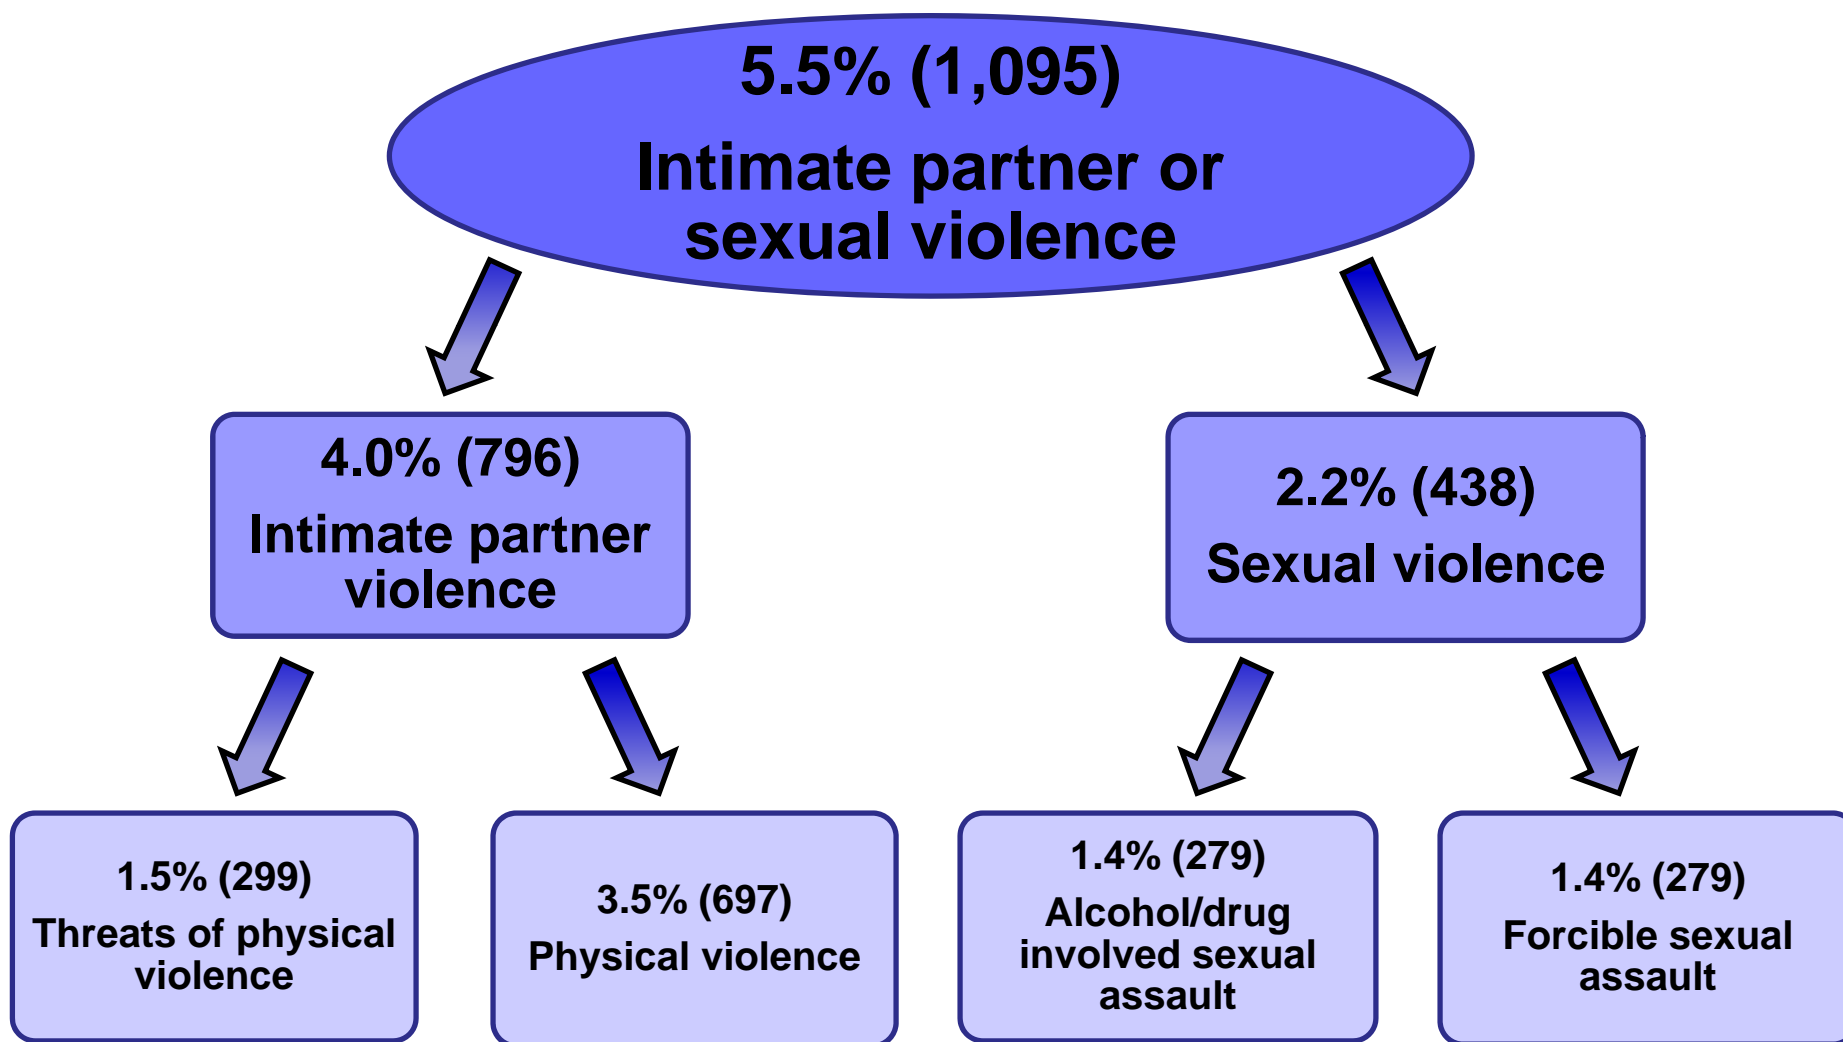 5.5% (1,095)
Intimate partner or
sexual violence
4.0% (796)
Intimate partner
violence
2.2% (438)
Sexual violence
1.5% (299)
Threats of physical
violence
3.5% (697)
Physical violence
1.4% (279)
Alcohol/drug
involved sexual
assault
1.4% (279)
Forcible sexual
assault